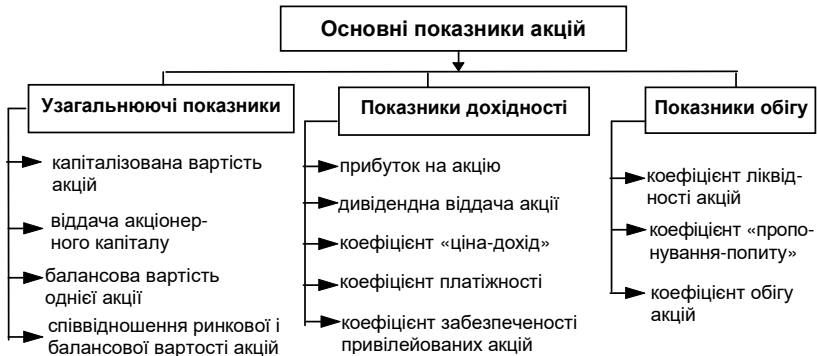 Основні показники акцій
Узагальнюючі показники
капіталізована вартість
акцій
віддача акціонер-
ного капіталу
балансова вартість
однієї акції
співвідношення ринкової і
балансової вартості акцій
Показники дохідності
прибуток на акцію
дивідендна віддача акції
коефіцієнт «ціна-дохід»
коефіцієнт платіжності
коефіцієнт забезпеченості
привілейованих акцій
Показники обігу
коефіцієнт ліквід-
ності акцій
коефіцієнт «пропо-
нування-попиту»
коефіцієнт обігу
акцій